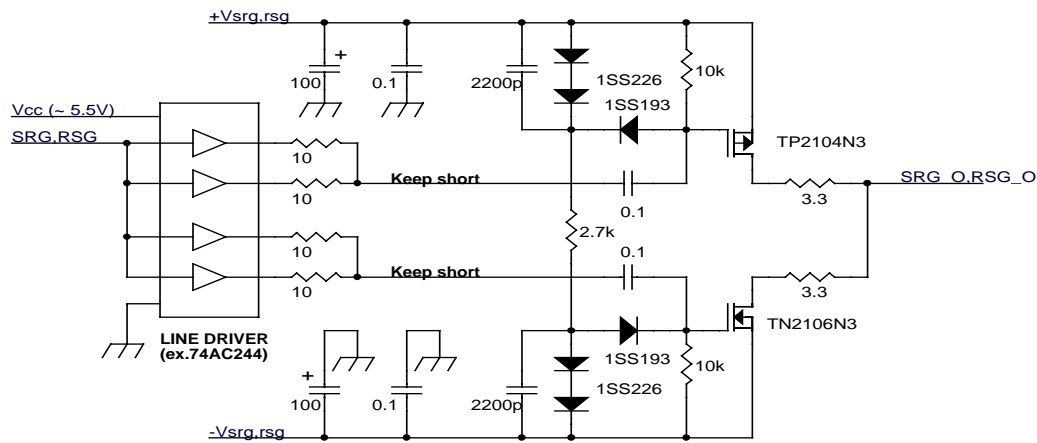 +Vsrg,rsg
+
100
0.1
2200p
1SS226
1SS193
10k
Vcc (~ 5.5V)
SRG,RSG
10
10
Keep short
0.1
TP2104N3
3.3
SRG_O,RSG_O
2.7k
0.1
10
10
Keep short
3.3
TN2106N3
LINE DRIVER
(ex.74AC244)
1SS193
10k
1SS226
+
100
0.1
2200p
-Vsrg,rsg